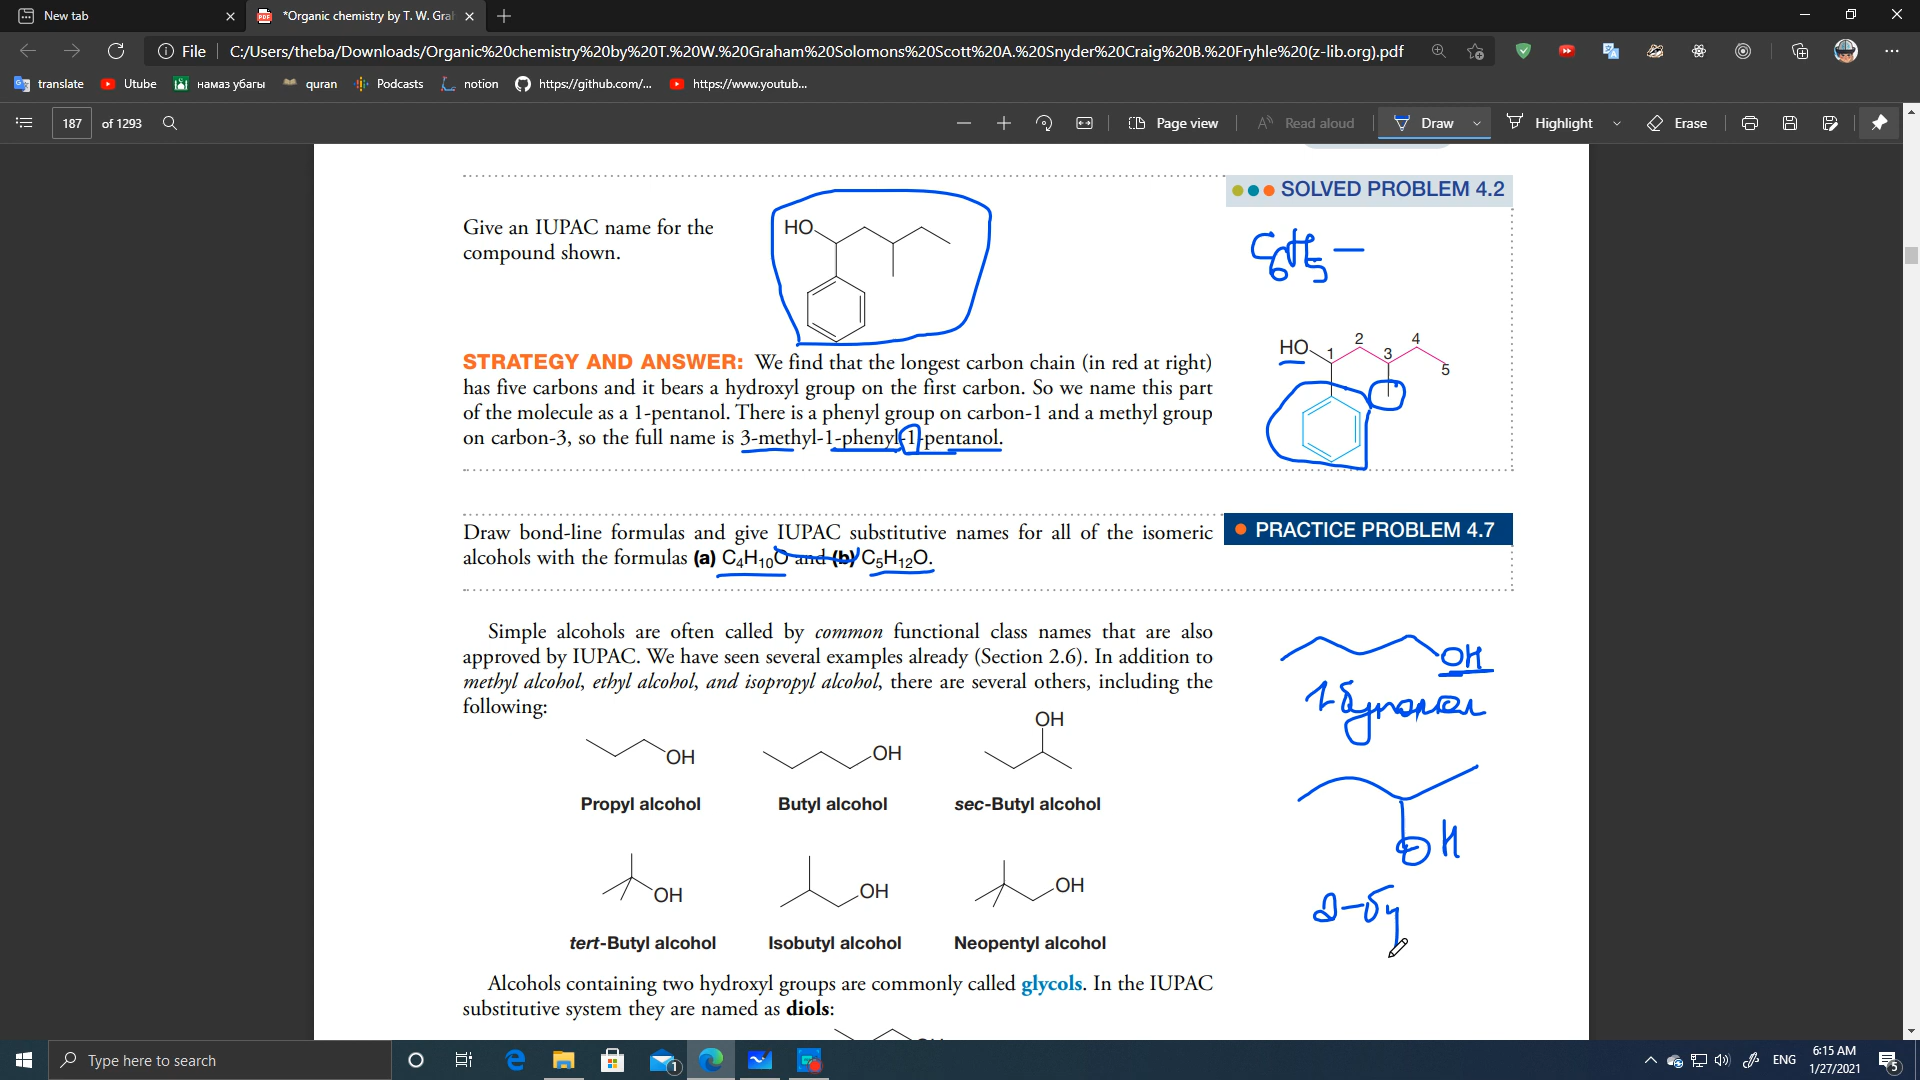 New tab
*Organic chemistry by T. W. Grah
File
C:/Users/theba/Downloads/Organic%20chemistry%20by%20T.%20W.%20Graham%20Solomons%20Scott%20A.%20Snyder%20Craig%20B.%20Fryhle%20(z-lib.org).pdf
translate
Utube
намаз убагы
quran
Podcasts
notion
https://github.com/...
https://www.youtub...
187 of 1293
Page view
Read aloud
Draw
Highlight
Erase
SOLVED PROBLEM 4.2
Give an IUPAC name for the
compound shown.
HO
C6H5 —
STRATEGY AND ANSWER: We find that the longest carbon chain (in red at right)
has five carbons and it bears a hydroxyl group on the first carbon. So we name this part
of the molecule as a 1-pentanol. There is a phenyl group on carbon-1 and a methyl group
on carbon-3, so the full name is 3-methyl-1-phenyl-1-pentanol.
HO 1 2 3 4 5
PRACTICE PROBLEM 4.7
Draw bond-line formulas and give IUPAC substitutive names for all of the isomeric
alcohols with the formulas (a) C4H10O and (b) C5H12O.
Simple alcohols are often called by common functional class names that are also
approved by IUPAC. We have seen several examples already (Section 2.6). In addition to
methyl alcohol, ethyl alcohol, and isopropyl alcohol, there are several others, including the
following:
OH
1 бутанол
OH
2-бу
OH OH OH
Propyl alcohol Butyl alcohol sec-Butyl alcohol
OH OH OH
tert-Butyl alcohol Isobutyl alcohol Neopentyl alcohol
Alcohols containing two hydroxyl groups are commonly called glycols. In the IUPAC
substitutive system they are named as diols:
Type here to search
1
ENG
6:15 AM
1/27/2021
5